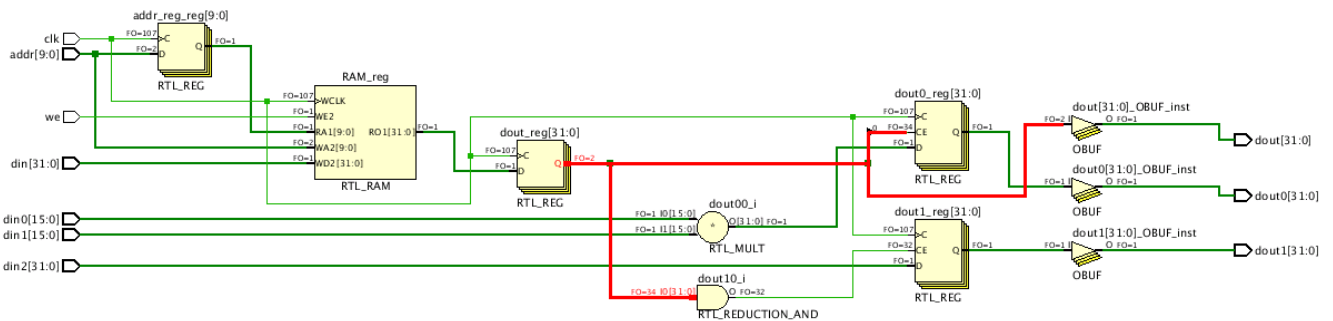 addr_reg_reg[9:0]
clk
FO=107
C
addr[9:0]
FO=2
D
Q
FO=1
RTL_REG
RAM_reg
FO=107
WCLK
we
FO=1
WE2
FO=1
RA1[9:0]
RO1[31:0]
FO=1
FO=2
WA2[9:0]
din[31:0]
FO=1
WD2[31:0]
RTL_RAM
dout_reg[31:0]
FO=107
C
FO=1
D
Q
FO=2
RTL_REG
din0[15:0]
din1[15:0]
dout00_i
FO=1 I0[15:0]
FO=1 I1[15:0]
*
O[31:0] FO=1
RTL_MULT
din2[31:0]
dout10_i
FO=34 I0[31:0]
O FO=32
RTL_REDUCTION_AND
dout0_reg[31:0]
FO=107
C
0
FO=34
CE
FO=1
D
Q
FO=1
RTL_REG
dout1_reg[31:0]
FO=107
C
FO=32
CE
FO=1
D
Q
FO=1
RTL_REG
dout[31:0]_OBUF_inst
FO=2 I
O FO=1
OBUF
dout[31:0]
dout0[31:0]_OBUF_inst
FO=1 I
O FO=1
OBUF
dout0[31:0]
dout1[31:0]_OBUF_inst
FO=1 I
O FO=1
OBUF
dout1[31:0]